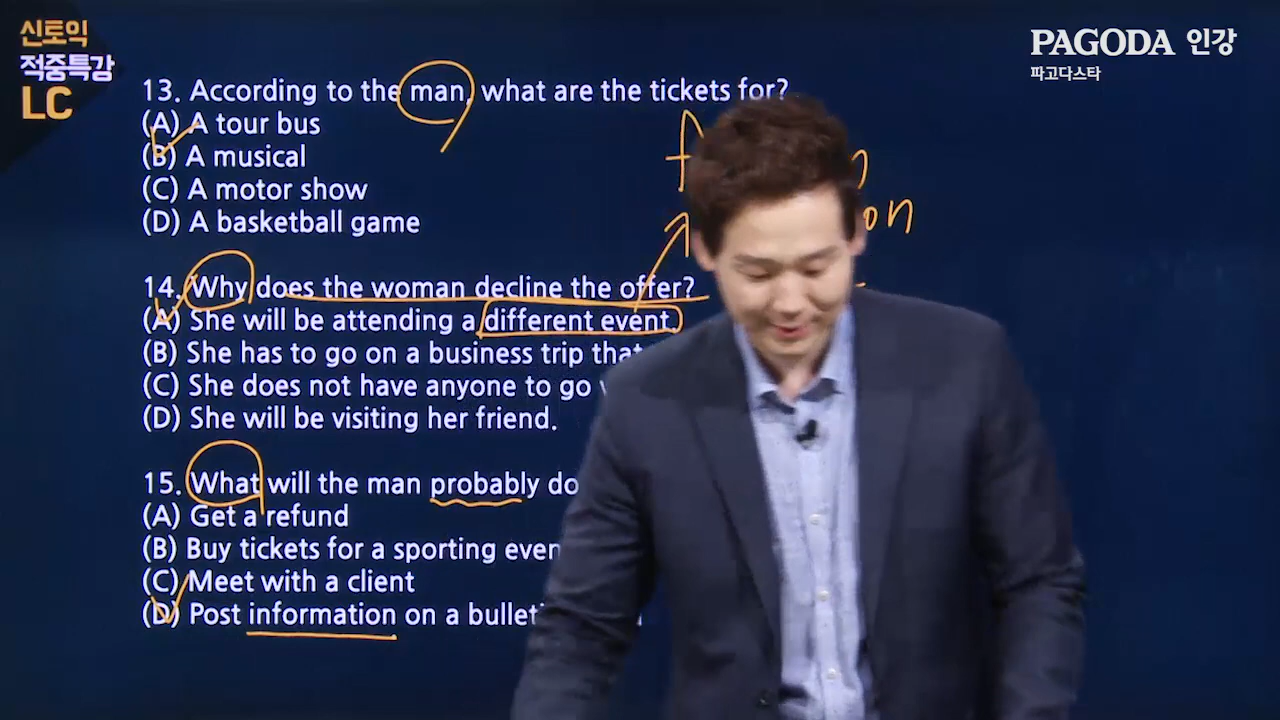 신토익
적중특강
LC
PAGODA 인강
파고다스타
13. According to the man, what are the tickets for?
(A) A tour bus
(B) A musical
(C) A motor show
(D) A basketball game
14. Why does the woman decline the offer?
(A) She will be attending a different event.
(B) She has to go on a business trip
(C) She does not have anyone to go
(D) She will be visiting her friend.
15. What will the man probably do
(A) Get a refund
(B) Buy tickets for a sporting
(C) Meet with a client
(D) Post information on a